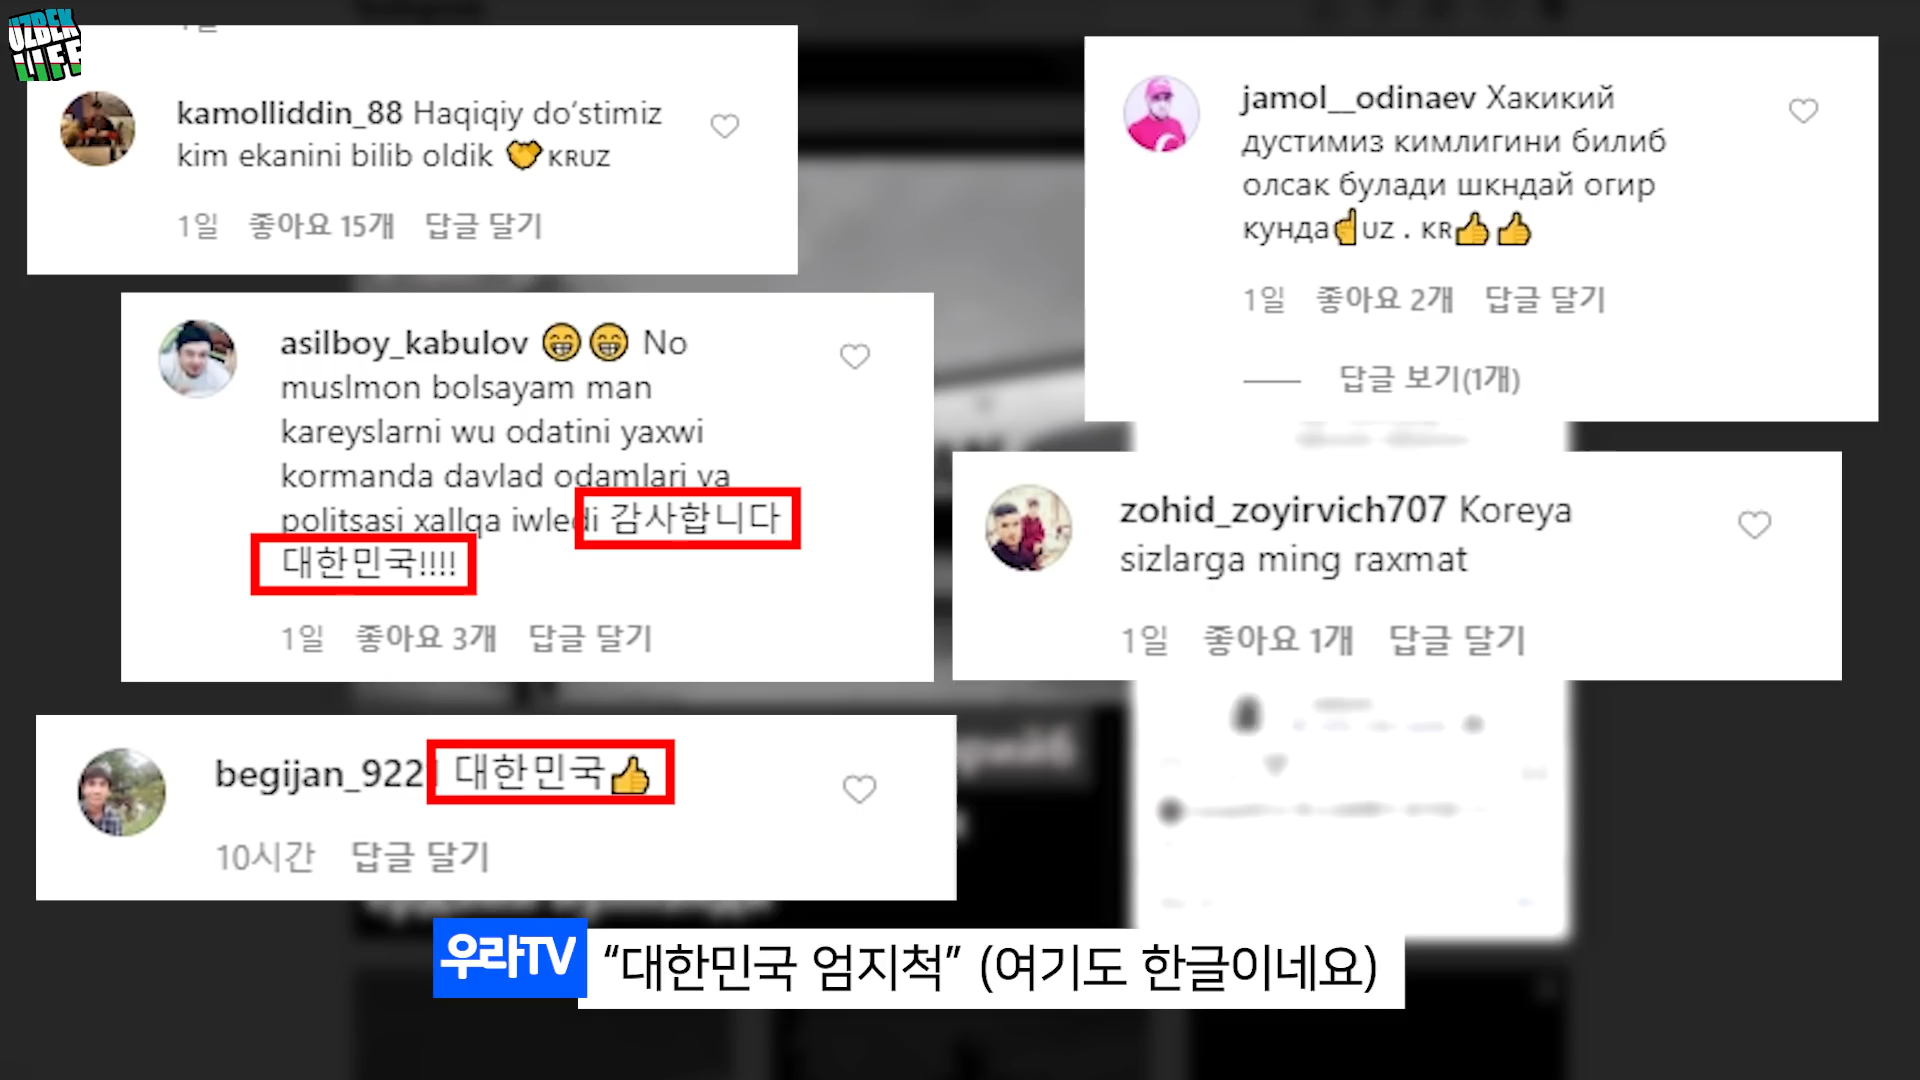 UZBEK
LIFE
kamolliddin_88 Haqiqiy do‘stimiz
kim ekanini bilib oldik 🤝KRUZ
1일 좋아요 15개 답글 달기
asilboy_kabulov 😁😁 No
muslmon bolsayam man
kareyslarni wu odatini yaxwi
kormanda davlad odamlari va
politsasi xallqa iwledi 감사합니다
대한민국!!!!
1일 좋아요 3개 답글 달기
begijan_922 대한민국👍
10시간 답글 달기
jamol__odinaev Хакикий
дустимиз кимлигини билиб
олсак булади шкндай огир
кунда☝UZ . KR👍👍
1일 좋아요 2개 답글 달기
답글 보기(1개)
zohid_zoyirvich707 Koreya
sizlarga ming raxmat
1일 좋아요 1개 답글 달기
우라TV “대한민국 엄지척” (여기도 한글이네요)